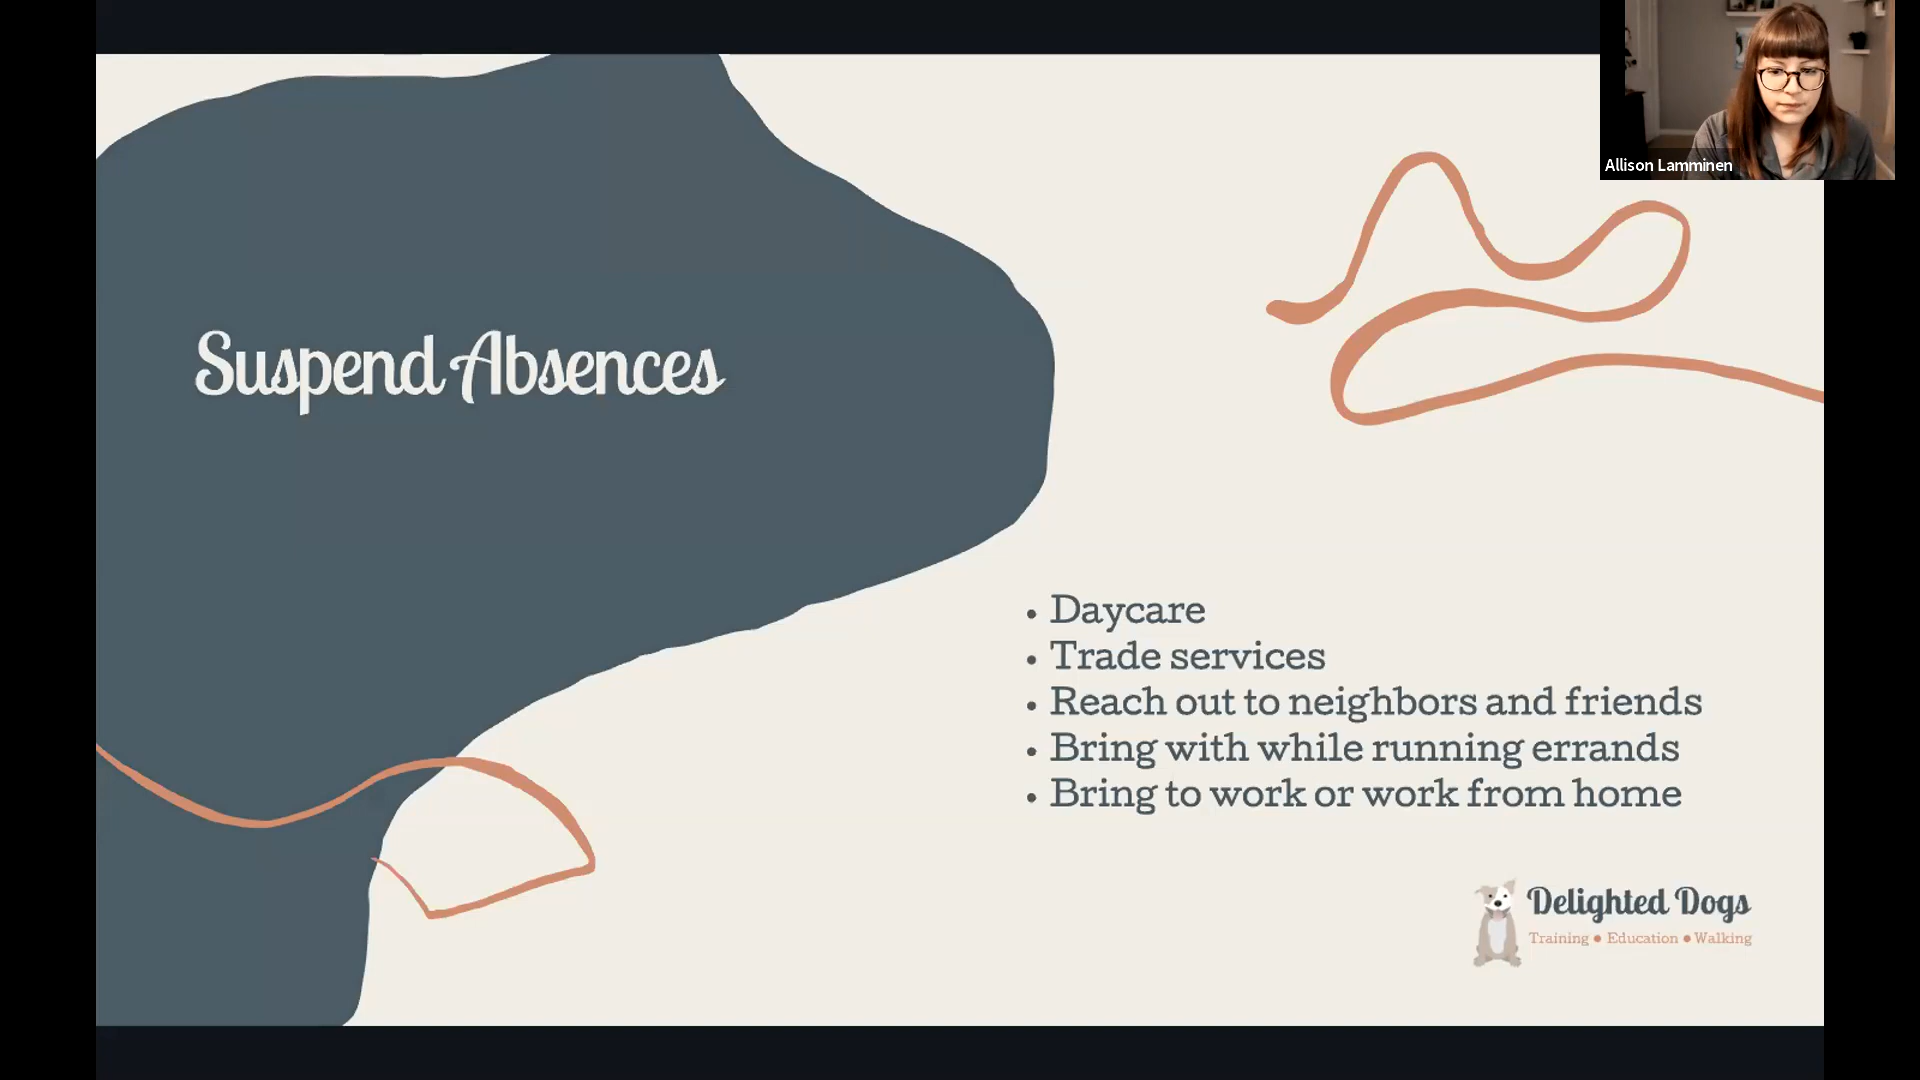 Allison Lamminen
Suspend Absences
• Daycare
• Trade services
• Reach out to neighbors and friends
• Bring with while running errands
• Bring to work or work from home
Delighted Dogs
Training • Education • Walking